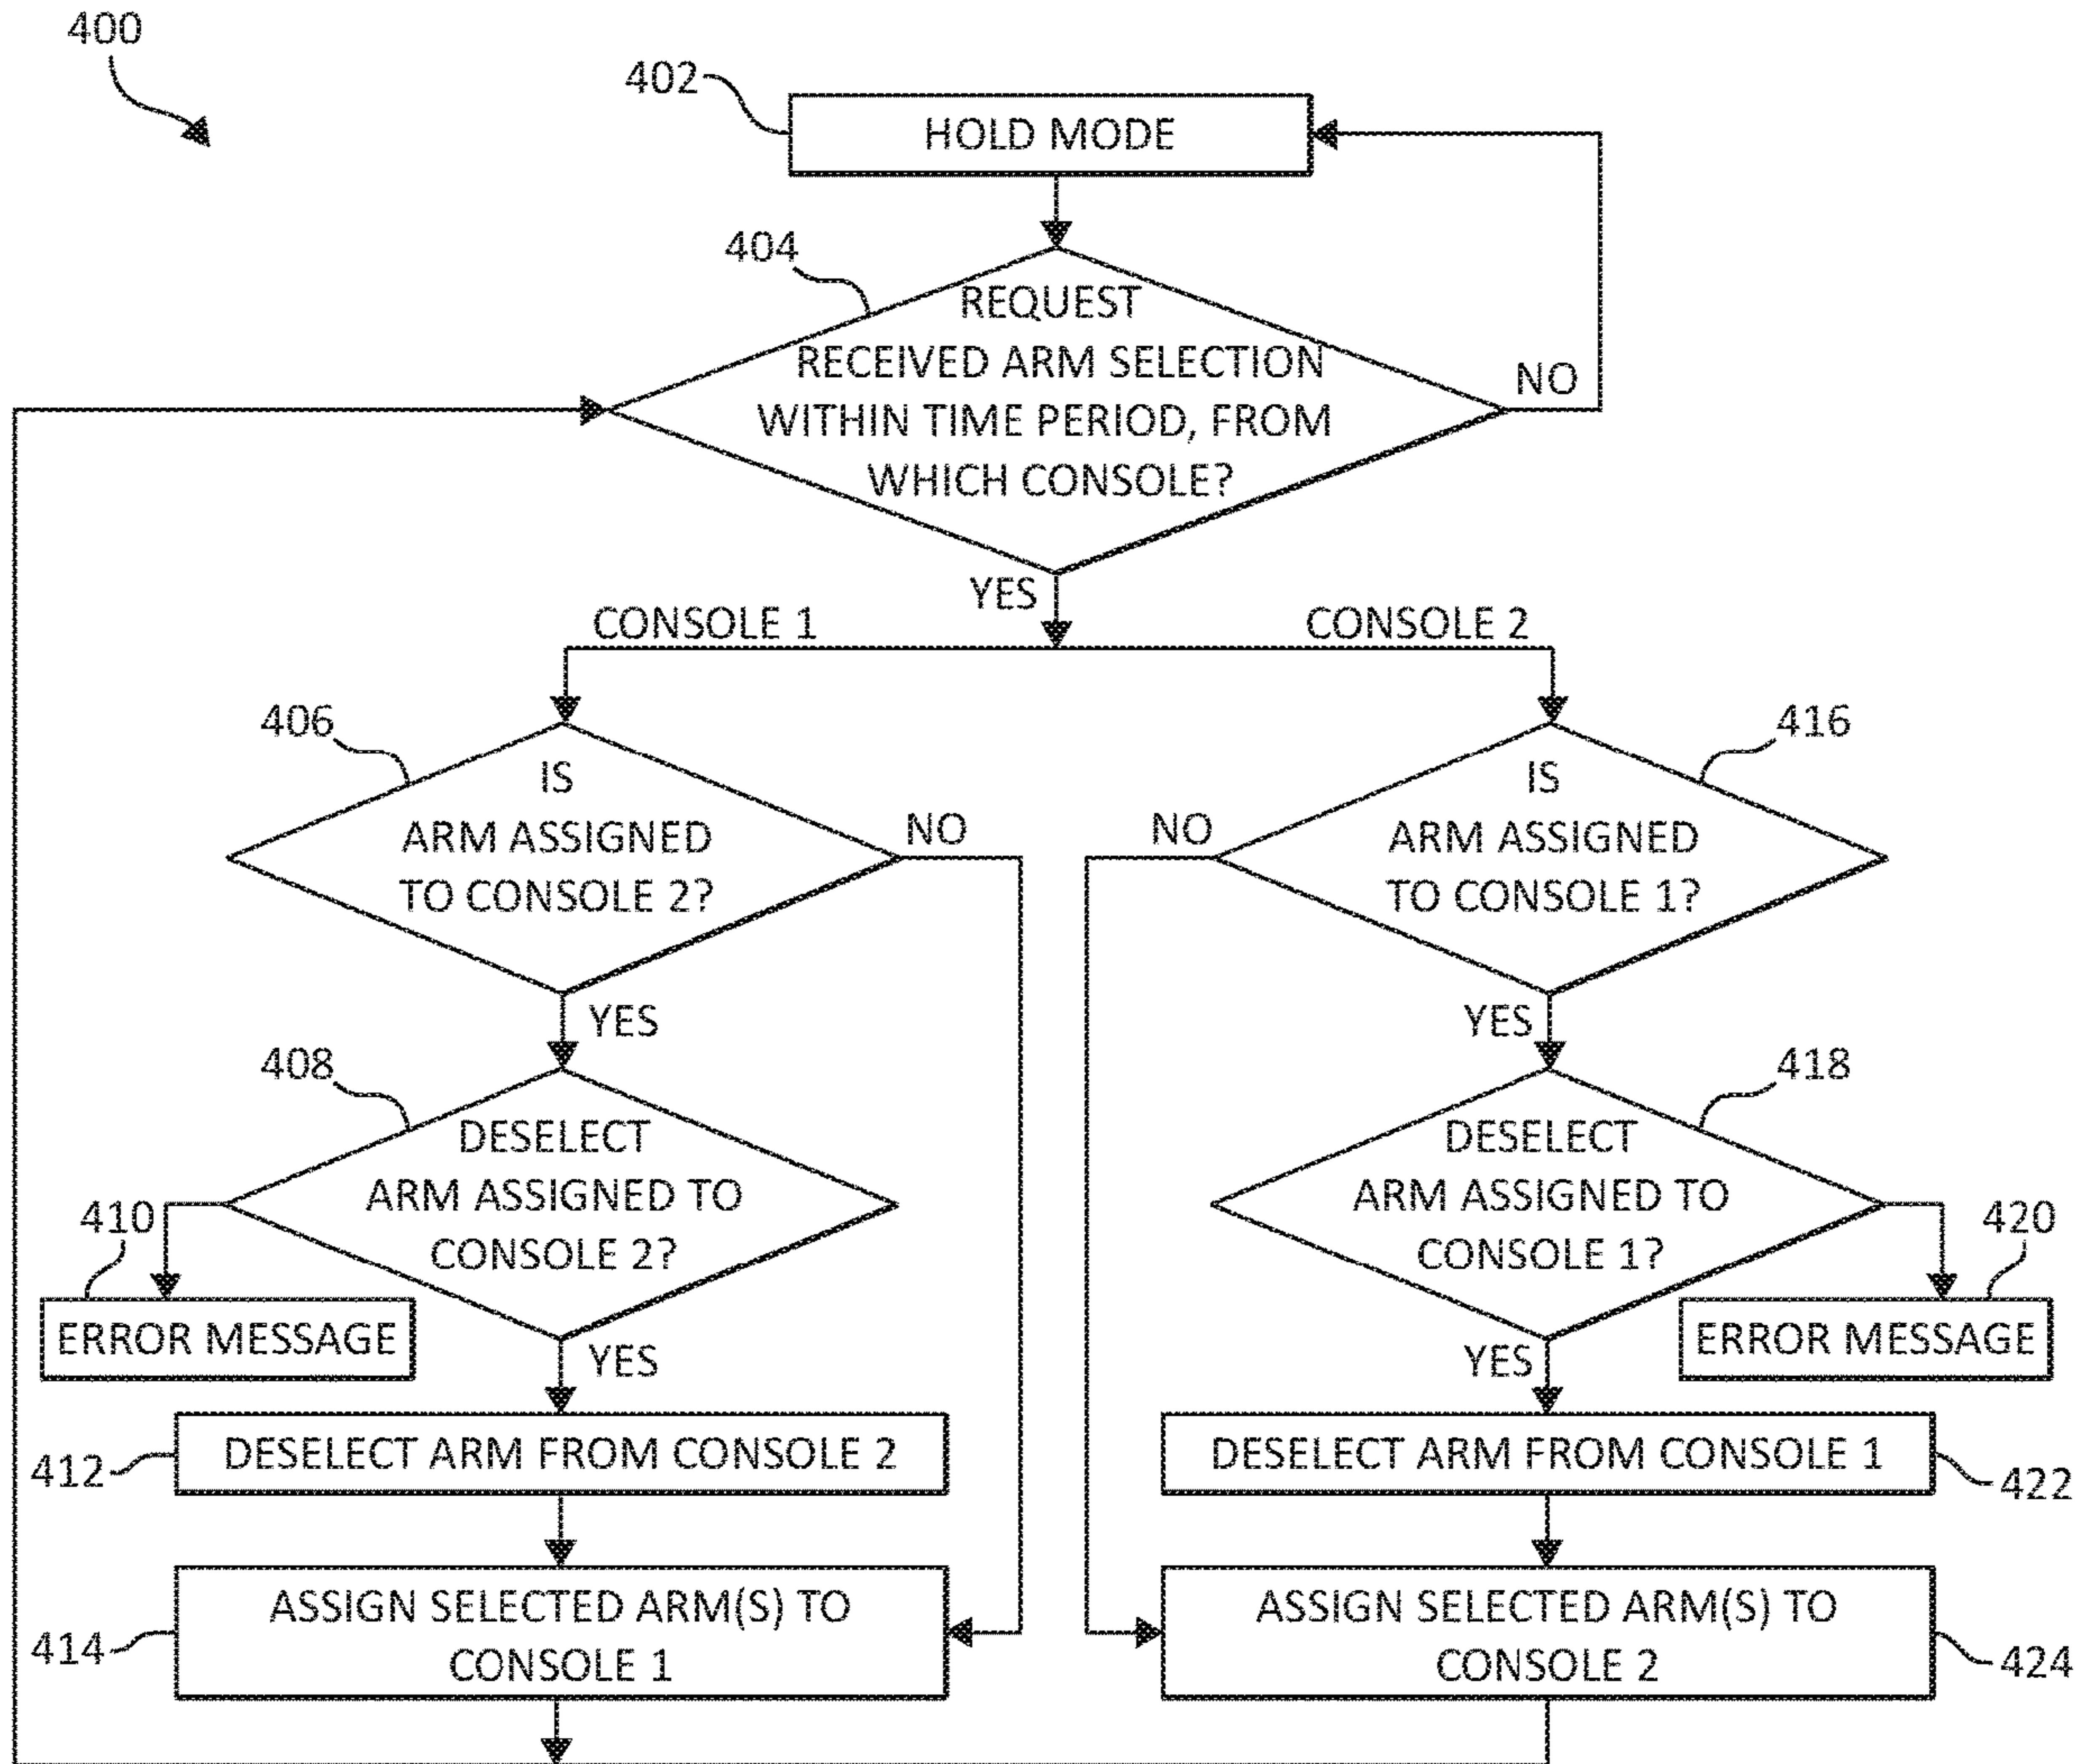 400
402
HOLD MODE
404
REQUEST
RECEIVED ARM SELECTION
WITHIN TIME PERIOD, FROM
WHICH CONSOLE?
NO
YES
CONSOLE 1
CONSOLE 2
406
IS
ARM ASSIGNED
TO CONSOLE 2?
NO
YES
416
IS
ARM ASSIGNED
TO CONSOLE 1?
NO
YES
408
DESELECT
ARM ASSIGNED TO
CONSOLE 2?
410
ERROR MESSAGE
YES
418
DESELECT
ARM ASSIGNED TO
CONSOLE 1?
420
ERROR MESSAGE
YES
412
DESELECT ARM FROM CONSOLE 2
DESELECT ARM FROM CONSOLE 1
422
414
ASSIGN SELECTED ARM(S) TO
CONSOLE 1
ASSIGN SELECTED ARM(S) TO
CONSOLE 2
424